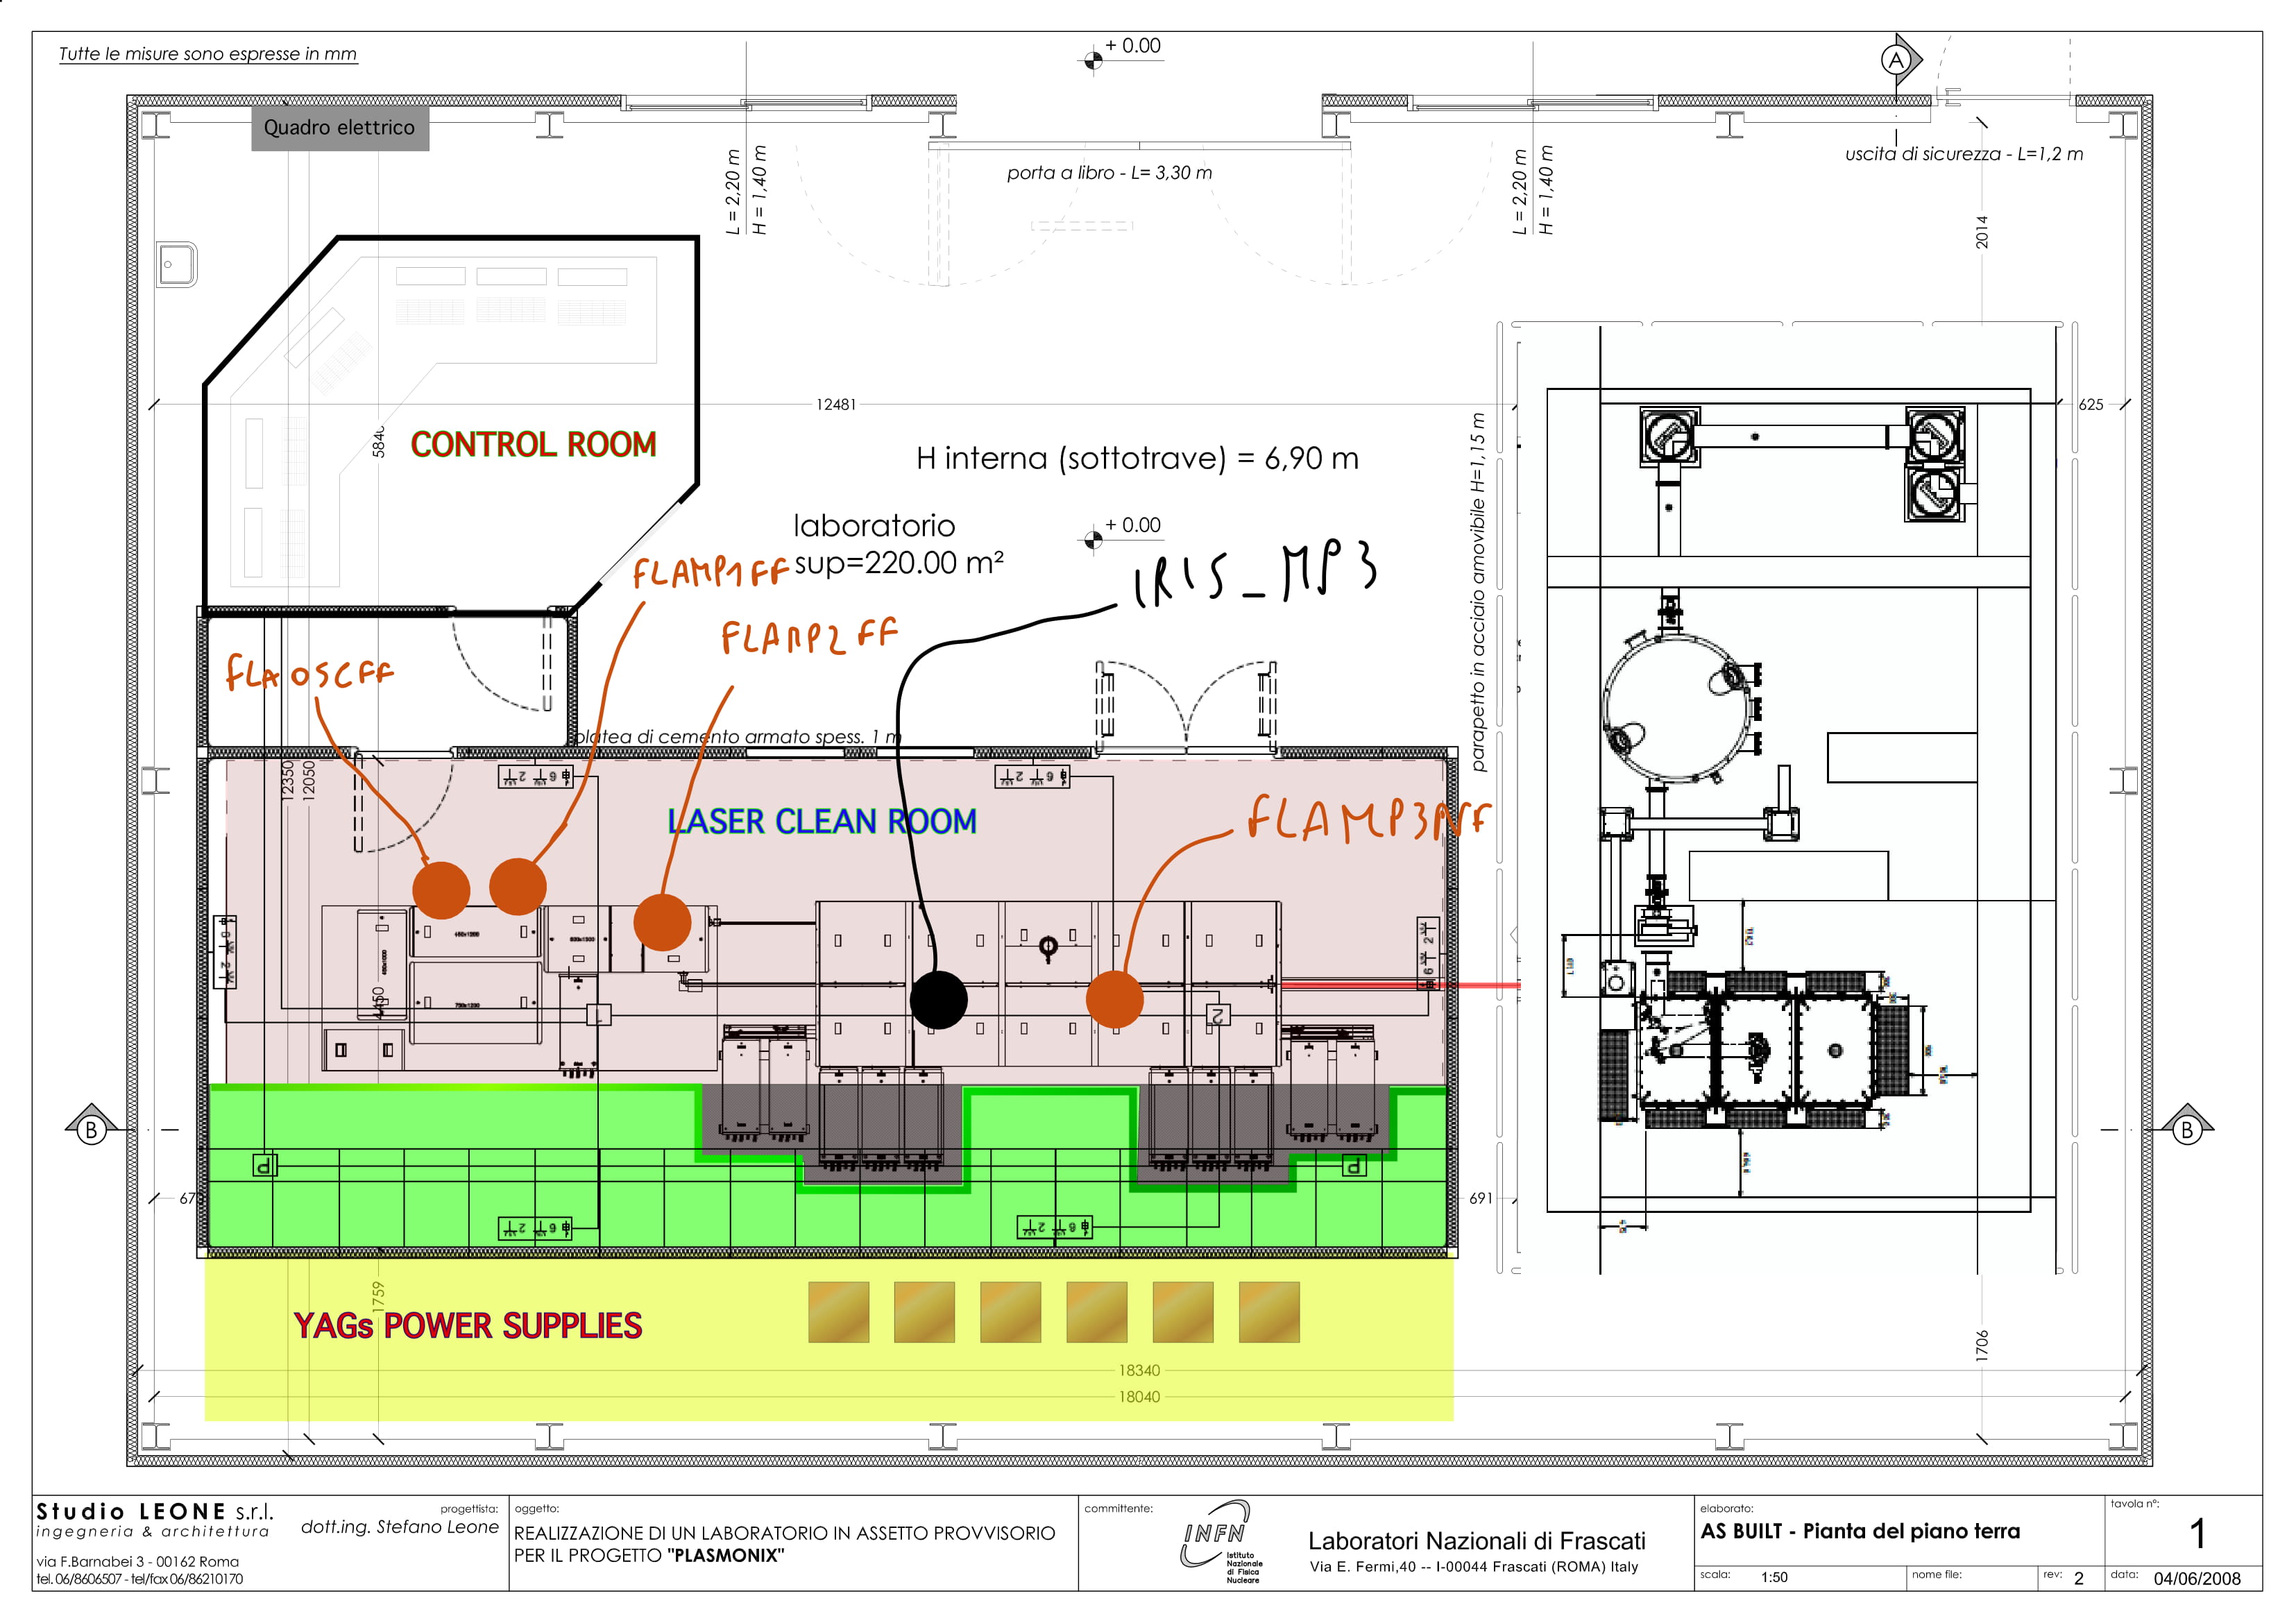 Tutte le misure sono espresse in mm
+ 0.00
A
Quadro elettrico
L = 2,20 m
H = 1,40 m
porta a libro - L= 3,30 m
L = 2,20 m
H = 1,40 m
uscita di sicurezza - L=1,2 m
2014
12481
625
5840
CONTROL ROOM
H interna (sottotrave) = 6,90 m
parapetto in acciaio amovibile H=1,15 m
laboratorio
sup=220.00 m²
+ 0.00
FLAMP1FF
IRIS_MP3
FLAMP2FF
FLAOSCFF
platea di cemento armato spess. 1 m
12350
12050
LASER CLEAN ROOM
FLAMP3NF
4450
1
2
B
B
P
P
67
691
1759
YAGs POWER SUPPLIES
1706
18340
18040
Studio LEONE s.r.l.
ingegneria & architettura
via F.Barnabei 3 - 00162 Roma
tel. 06/8606507 - tel/fax 06/86210170
progettista:
dott.ing. Stefano Leone
oggetto:
REALIZZAZIONE DI UN LABORATORIO IN ASSETTO PROVVISORIO
PER IL PROGETTO "PLASMONIX"
committente:
INFN
Istituto
Nazionale
di Fisica
Nucleare
Laboratori Nazionali di Frascati
Via E. Fermi,40 -- I-00044 Frascati (ROMA) Italy
elaborato:
AS BUILT - Pianta del piano terra
tavola n°:
1
scala: 1:50
nome file:
rev: 2
data: 04/06/2008